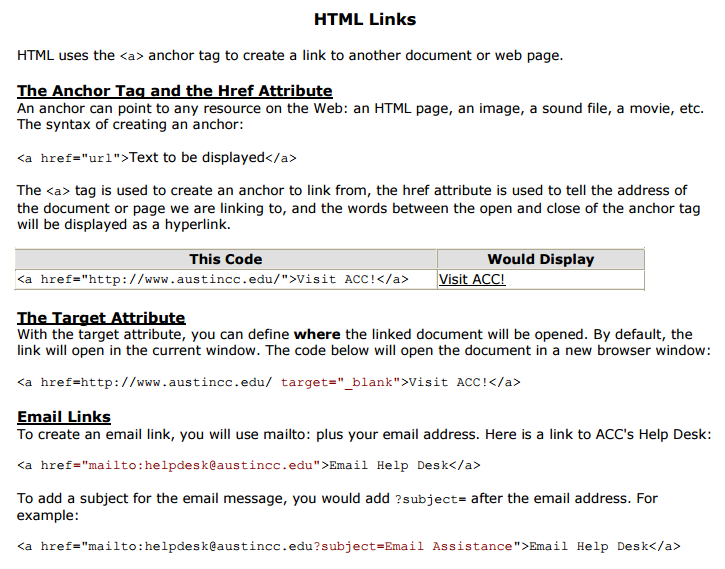 HTML Links
HTML uses the <a> anchor tag to create a link to another document or web page.
The Anchor Tag and the Href Attribute
An anchor can point to any resource on the Web: an HTML page, an image, a sound file, a movie, etc.
The syntax of creating an anchor:
<a href="url">Text to be displayed</a>
The <a> tag is used to create an anchor to link from, the href attribute is used to tell the address of
the document or page we are linking to, and the words between the open and close of the anchor tag
will be displayed as a hyperlink.
This Code Would Display
<a href="http://www.austincc.edu/">Visit ACC!</a> Visit ACC!
The Target Attribute
With the target attribute, you can define where the linked document will be opened. By default, the
link will open in the current window. The code below will open the document in a new browser window:
<a href=http://www.austincc.edu/ target="_blank">Visit ACC!</a>
Email Links
To create an email link, you will use mailto: plus your email address. Here is a link to ACC's Help Desk:
<a href="mailto:helpdesk@austincc.edu">Email Help Desk</a>
To add a subject for the email message, you would add ?subject= after the email address. For
example:
<a href="mailto:helpdesk@austincc.edu?subject=Email Assistance">Email Help Desk</a>